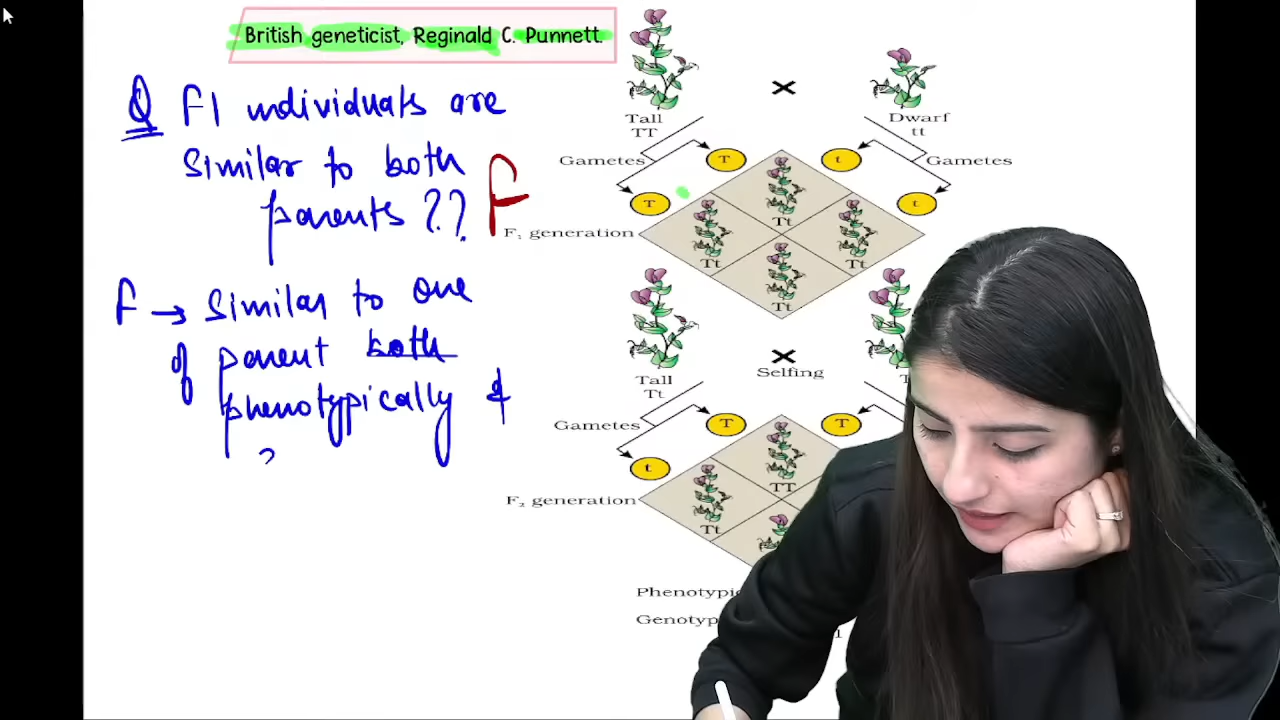 British geneticist, Reginald C. Punnett.
Q F1 individuals are
similar to both
parents ?? F
F → Similar to one
of parent both
phenotypically &
?
Tall
TT
×
Dwarf
tt
Gametes
T
t
Gametes
T
t
F₁ generation
Tt
Tt
Tt
Tt
Tall
Tt
×
Selfing
T
Gametes
T
T
t
F₂ generation
TT
Tt
Phenotypic
Genotyp